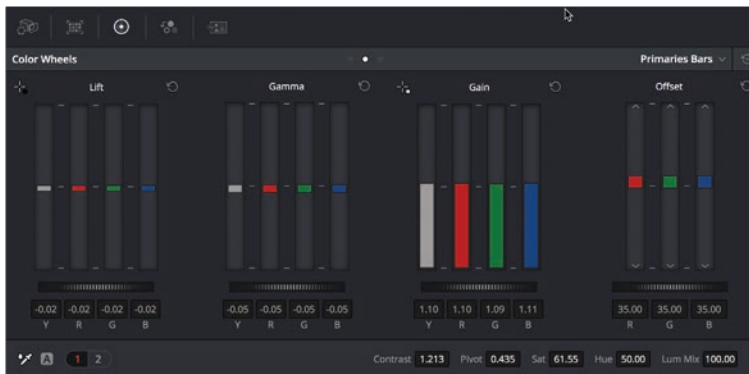 Color Wheels Primaries Bars
Lift Gamma Gain Offset
-0.02 -0.02 -0.02 -0.02 -0.05 -0.05 -0.05 -0.05 1.10 1.10 1.09 1.11 35.00 35.00 35.00
Y R G B Y R G B Y R G B R G B
A 1 2 Contrast 1.213 Pivot 0.435 Sat 61.55 Hue 50.00 Lum Mix 100.00